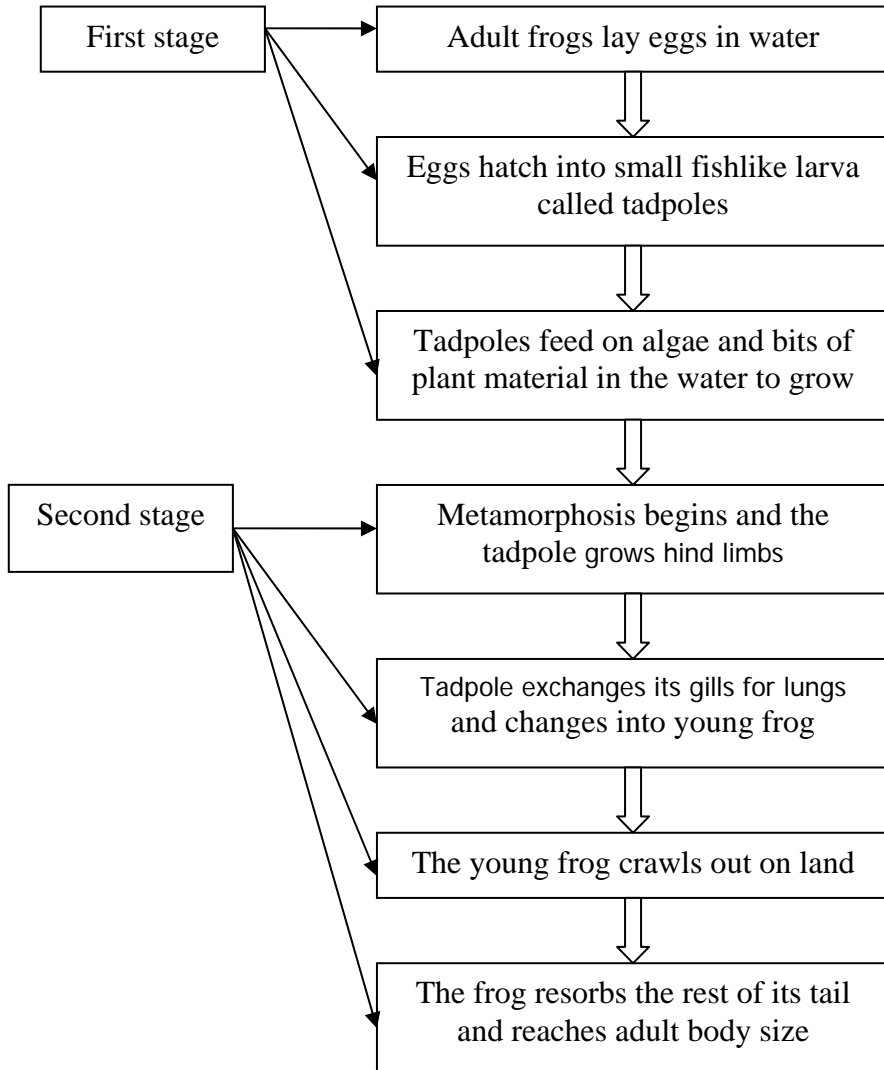 First stage
Adult frogs lay eggs in water
Eggs hatch into small fishlike larva
called tadpoles
Tadpoles feed on algae and bits of
plant material in the water to grow
Second stage
Metamorphosis begins and the
tadpole grows hind limbs
Tadpole exchanges its gills for lungs
and changes into young frog
The young frog crawls out on land
The frog resorbs the rest of its tail
and reaches adult body size